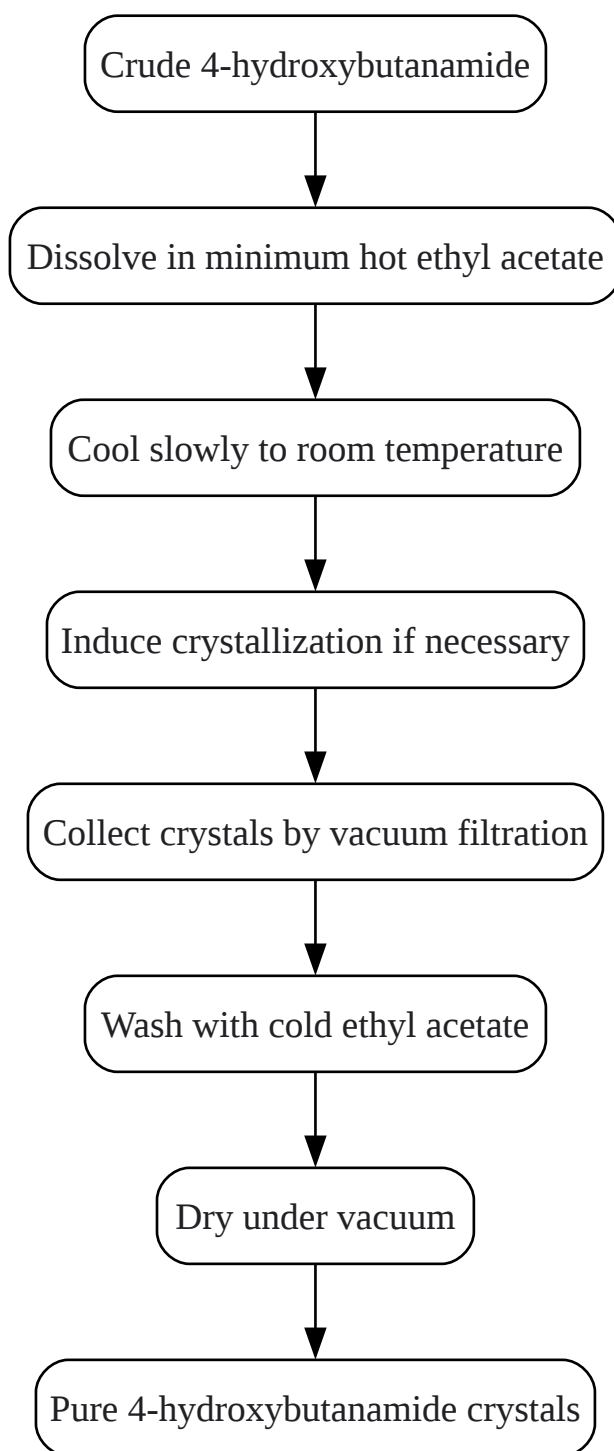 Crude 4-hydroxybutanamide
Dissolve in minimum hot ethyl acetate
Cool slowly to room temperature
Induce crystallization if necessary
Collect crystals by vacuum filtration
Wash with cold ethyl acetate
Dry under vacuum
Pure 4-hydroxybutanamide crystals